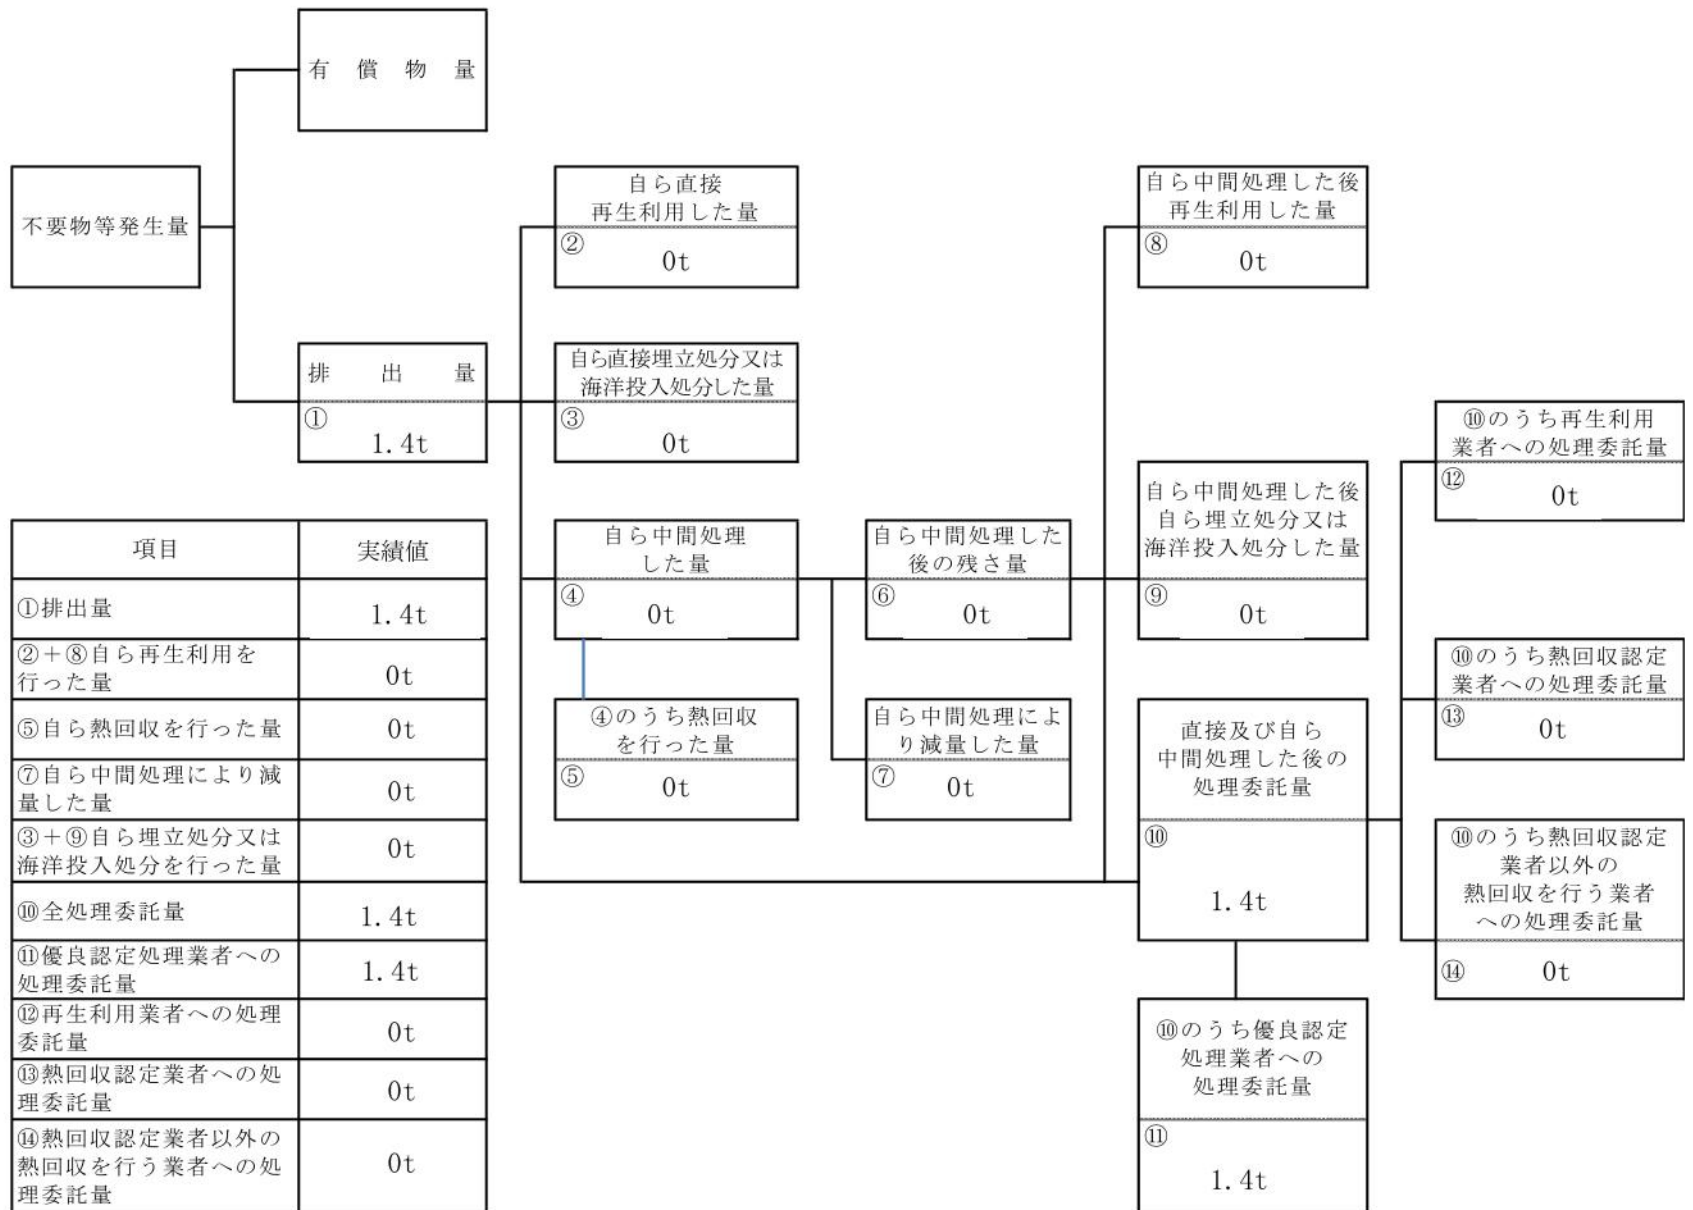 有　償　物　量
不要物等発生量
排　出　量
①
1.4t
自ら直接
再生利用した量
②
0t
自ら直接埋立処分又は
海洋投入処分した量
③
0t
自ら中間処理
した量
④
0t
④のうち熱回収
を行った量
⑤
0t
自ら中間処理した
後の残さ量
⑥
0t
自ら中間処理によ
り減量した量
⑦
0t
自ら中間処理した後
再生利用した量
⑧
0t
自ら中間処理した後
自ら埋立処分又は
海洋投入処分した量
⑨
0t
直接及び自ら
中間処理した後の
処理委託量
⑩
1.4t
⑩のうち優良認定
処理業者への
処理委託量
⑪
1.4t
⑩のうち再生利用
業者への処理委託量
⑫
0t
⑩のうち熱回収認定
業者への処理委託量
⑬
0t
⑩のうち熱回収認定
業者以外の
熱回収を行う業者
への処理委託量
⑭
0t
項目 実績値
①排出量 1.4t
②＋⑧自ら再生利用を
行った量
0t
⑤自ら熱回収を行った量 0t
⑦自ら中間処理により減
量した量
0t
③＋⑨自ら埋立処分又は
海洋投入処分を行った量
0t
⑩全処理委託量 1.4t
⑪優良認定処理業者への
処理委託量
1.4t
⑫再生利用業者への処理
委託量
0t
⑬熱回収認定業者への処
理委託量
0t
⑭熱回収認定業者以外の
熱回収を行う業者への処
理委託量
0t